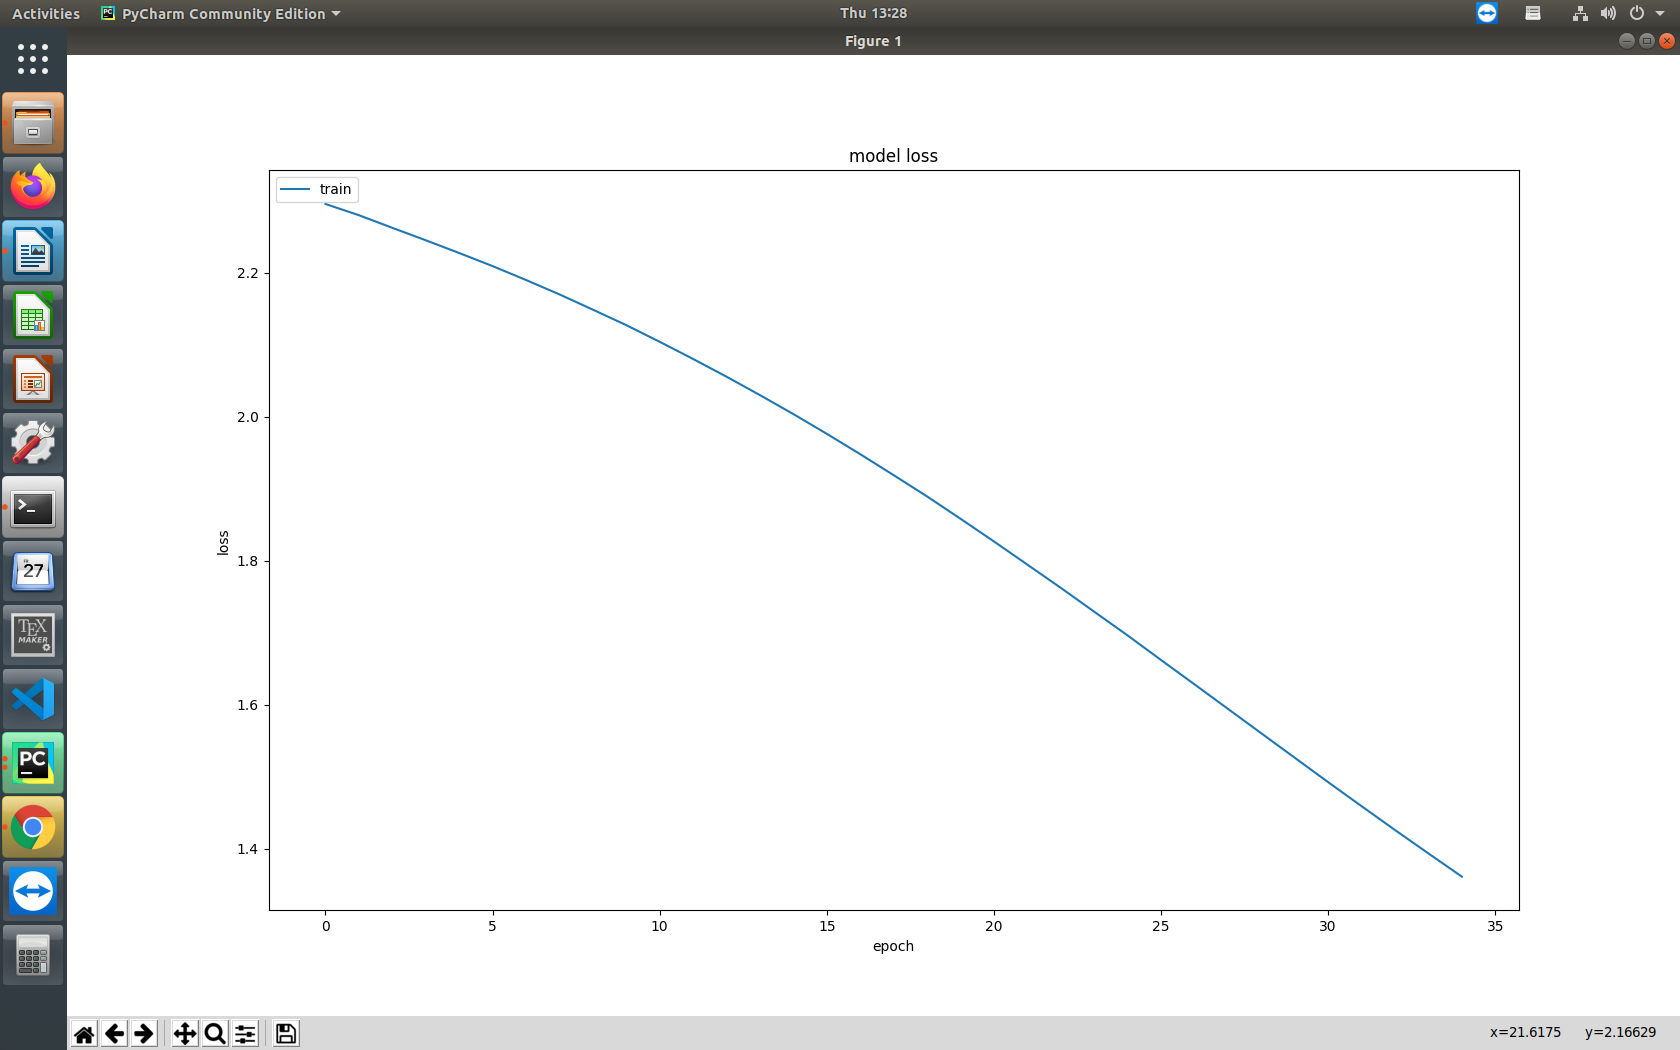 Activities PyCharm Community Edition Thu 13:28
Figure 1
model loss
train
2.2
2.0
1.8
1.6
1.4
loss
0 5 10 15 20 25 30 35
epoch
27
TEX
MAKER
PC
PC
x=21.6175 y=2.16629